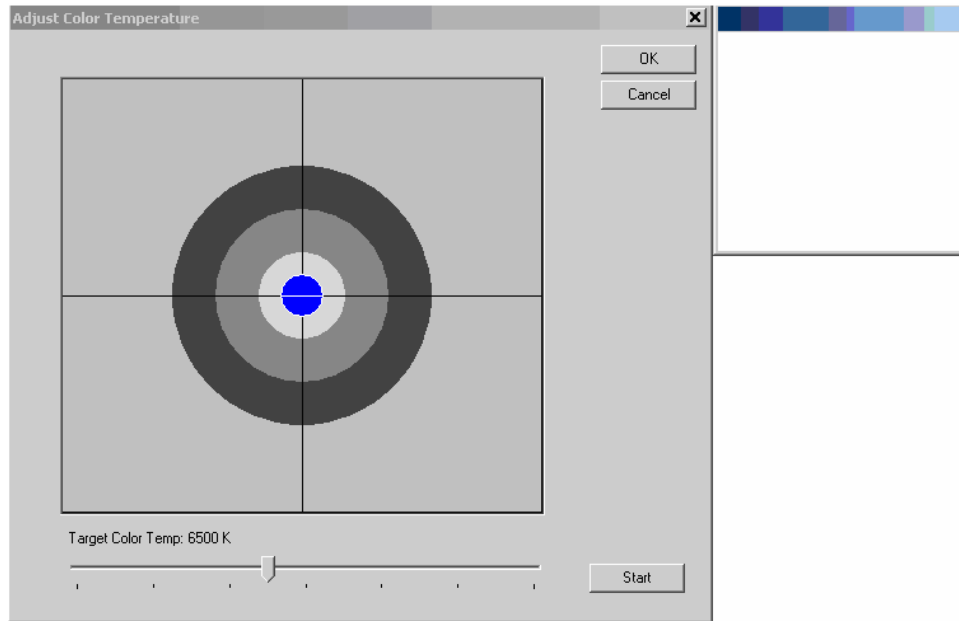 Adjust Color Temperature
OK
Cancel
Target Color Temp: 6500 K
Start